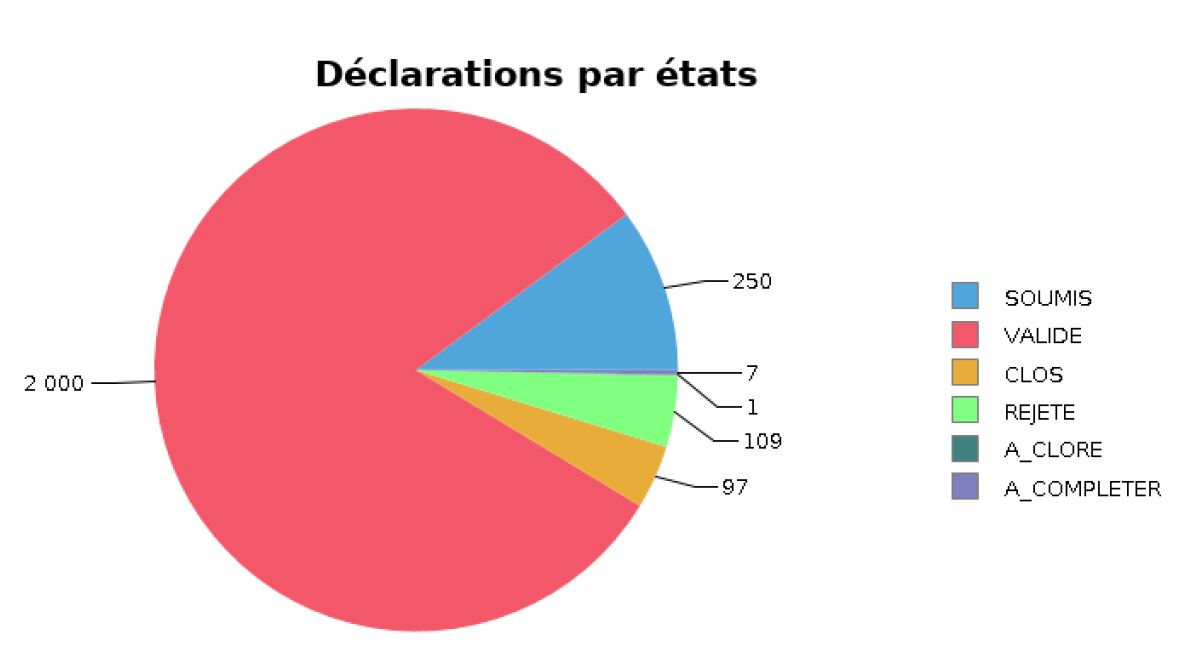 Déclarations par états
250
2 000
7
1
109
97
SOUMIS
VALIDE
CLOS
REJETE
A_CLORE
A_COMPLETER